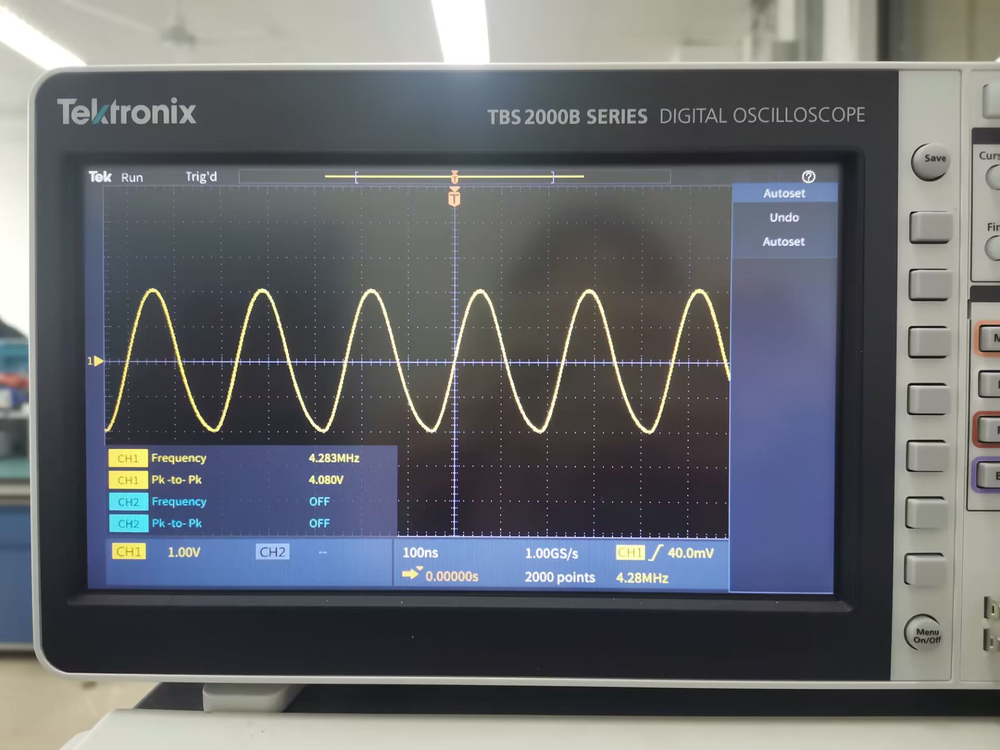 Tektronix
TBS 2000B SERIES DIGITAL OSCILLOSCOPE
Tek Run Trig'd
T
T
Autoset
Undo
Autoset
Save
1
CH1 Frequency 4.283MHz
CH1 Pk -to- Pk 4.080V
CH2 Frequency OFF
CH2 Pk -to- Pk OFF
CH1 1.00V CH2 -- 100ns 1.00GS/s CH1 40.0mV
0.00000s 2000 points 4.28MHz
Menu
On/Off